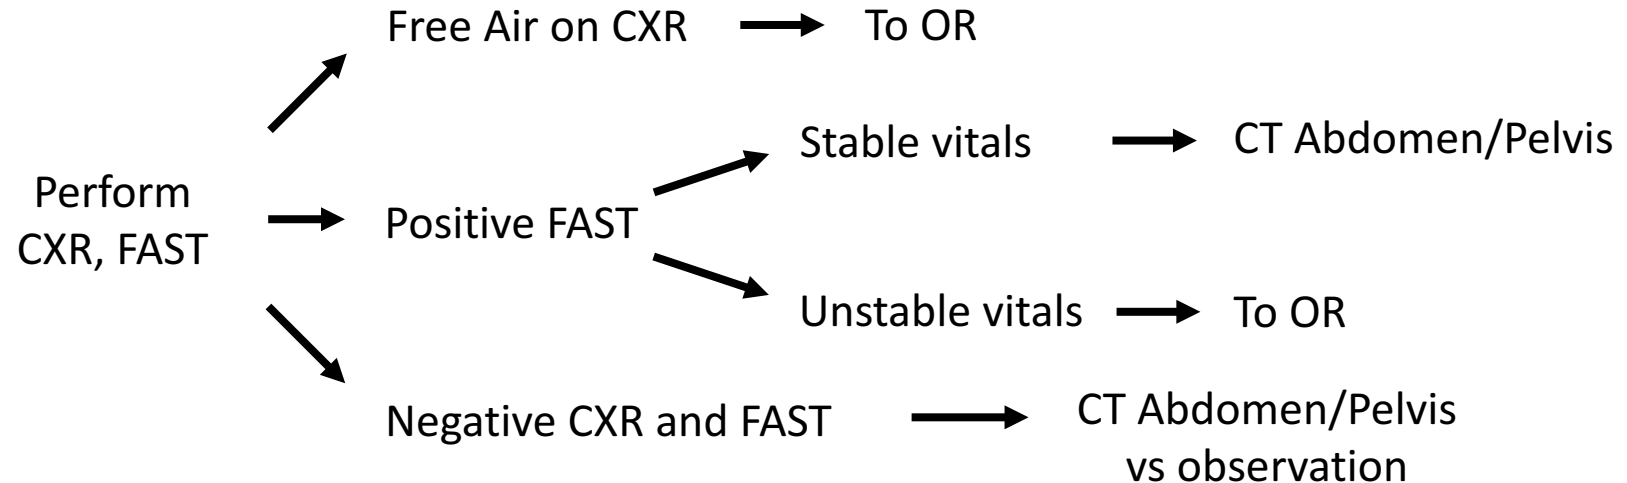 Free Air on CXR
To OR
Stable vitals
CT Abdomen/Pelvis
Perform
CXR, FAST
Positive FAST
Unstable vitals
To OR
Negative CXR and FAST
CT Abdomen/Pelvis
vs observation